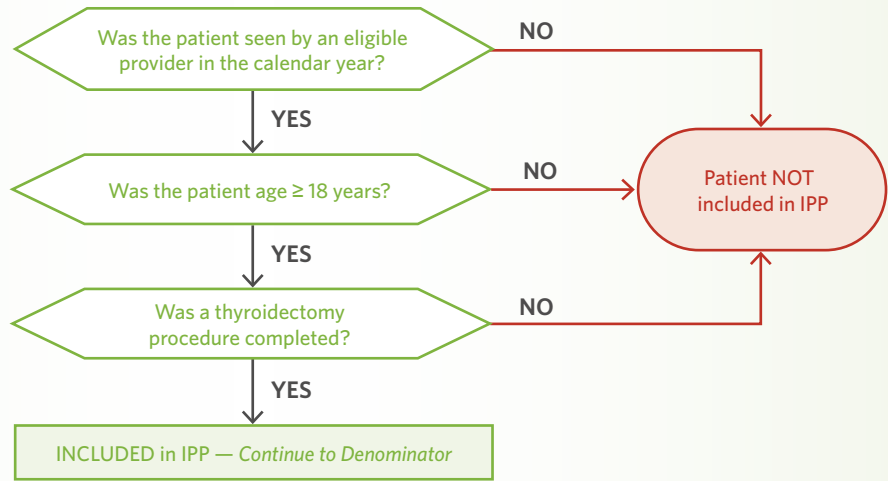 Was the patient seen by an eligible
provider in the calendar year?
NO
YES
Was the patient age ≥ 18 years?
NO
Patient NOT
included in IPP
YES
Was a thyroidectomy
procedure completed?
NO
YES
INCLUDED in IPP — Continue to Denominator